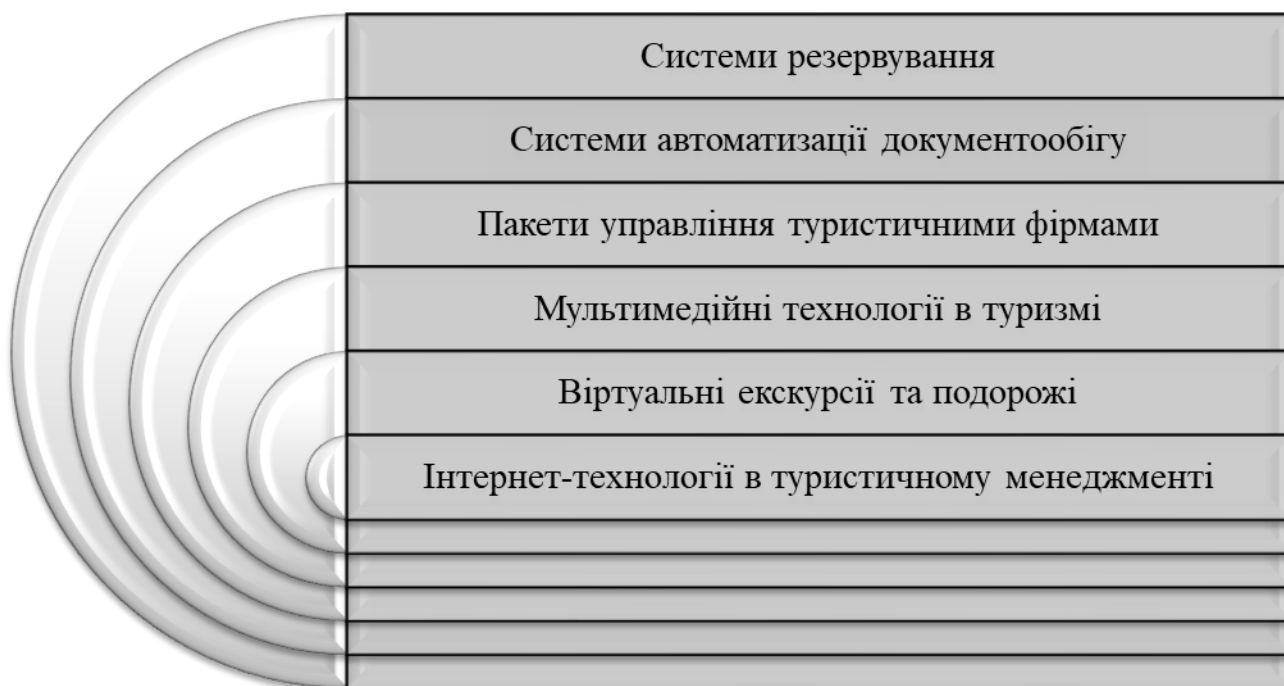 Системи резервування
Системи автоматизації документообігу
Пакети управління туристичними фірмами
Мультимедійні технології в туризмі
Віртуальні екскурсії та подорожі
Інтернет-технології в туристичному менеджменті